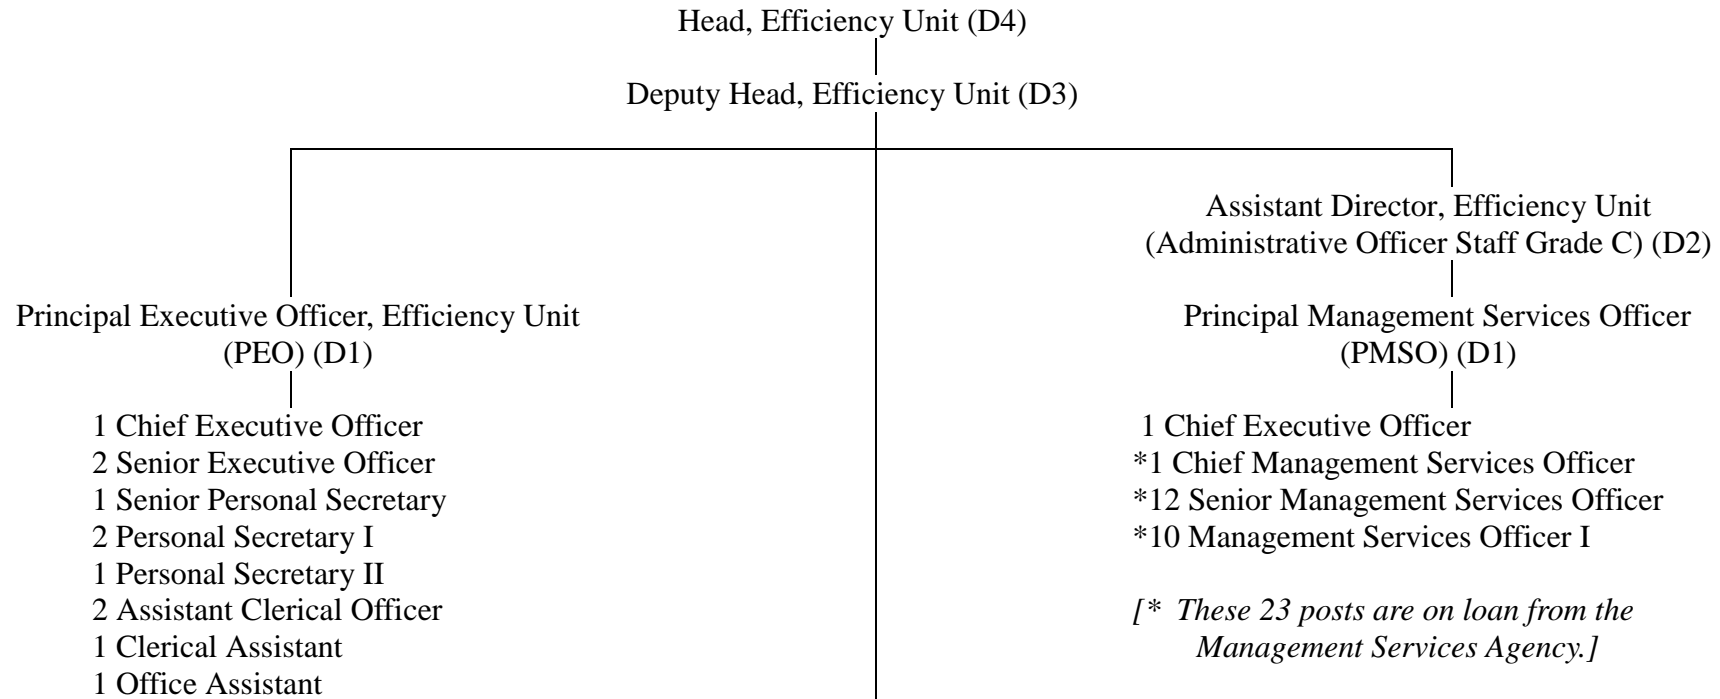 Head, Efficiency Unit (D4)
Deputy Head, Efficiency Unit (D3)
Assistant Director, Efficiency Unit
(Administrative Officer Staff Grade C) (D2)
Principal Executive Officer, Efficiency Unit
(PEO) (D1)
1 Chief Executive Officer
2 Senior Executive Officer
1 Senior Personal Secretary
2 Personal Secretary I
1 Personal Secretary II
2 Assistant Clerical Officer
1 Clerical Assistant
1 Office Assistant
Principal Management Services Officer
(PMSO) (D1)
1 Chief Executive Officer
*1 Chief Management Services Officer
*12 Senior Management Services Officer
*10 Management Services Officer I
[* These 23 posts are on loan from the
Management Services Agency.]